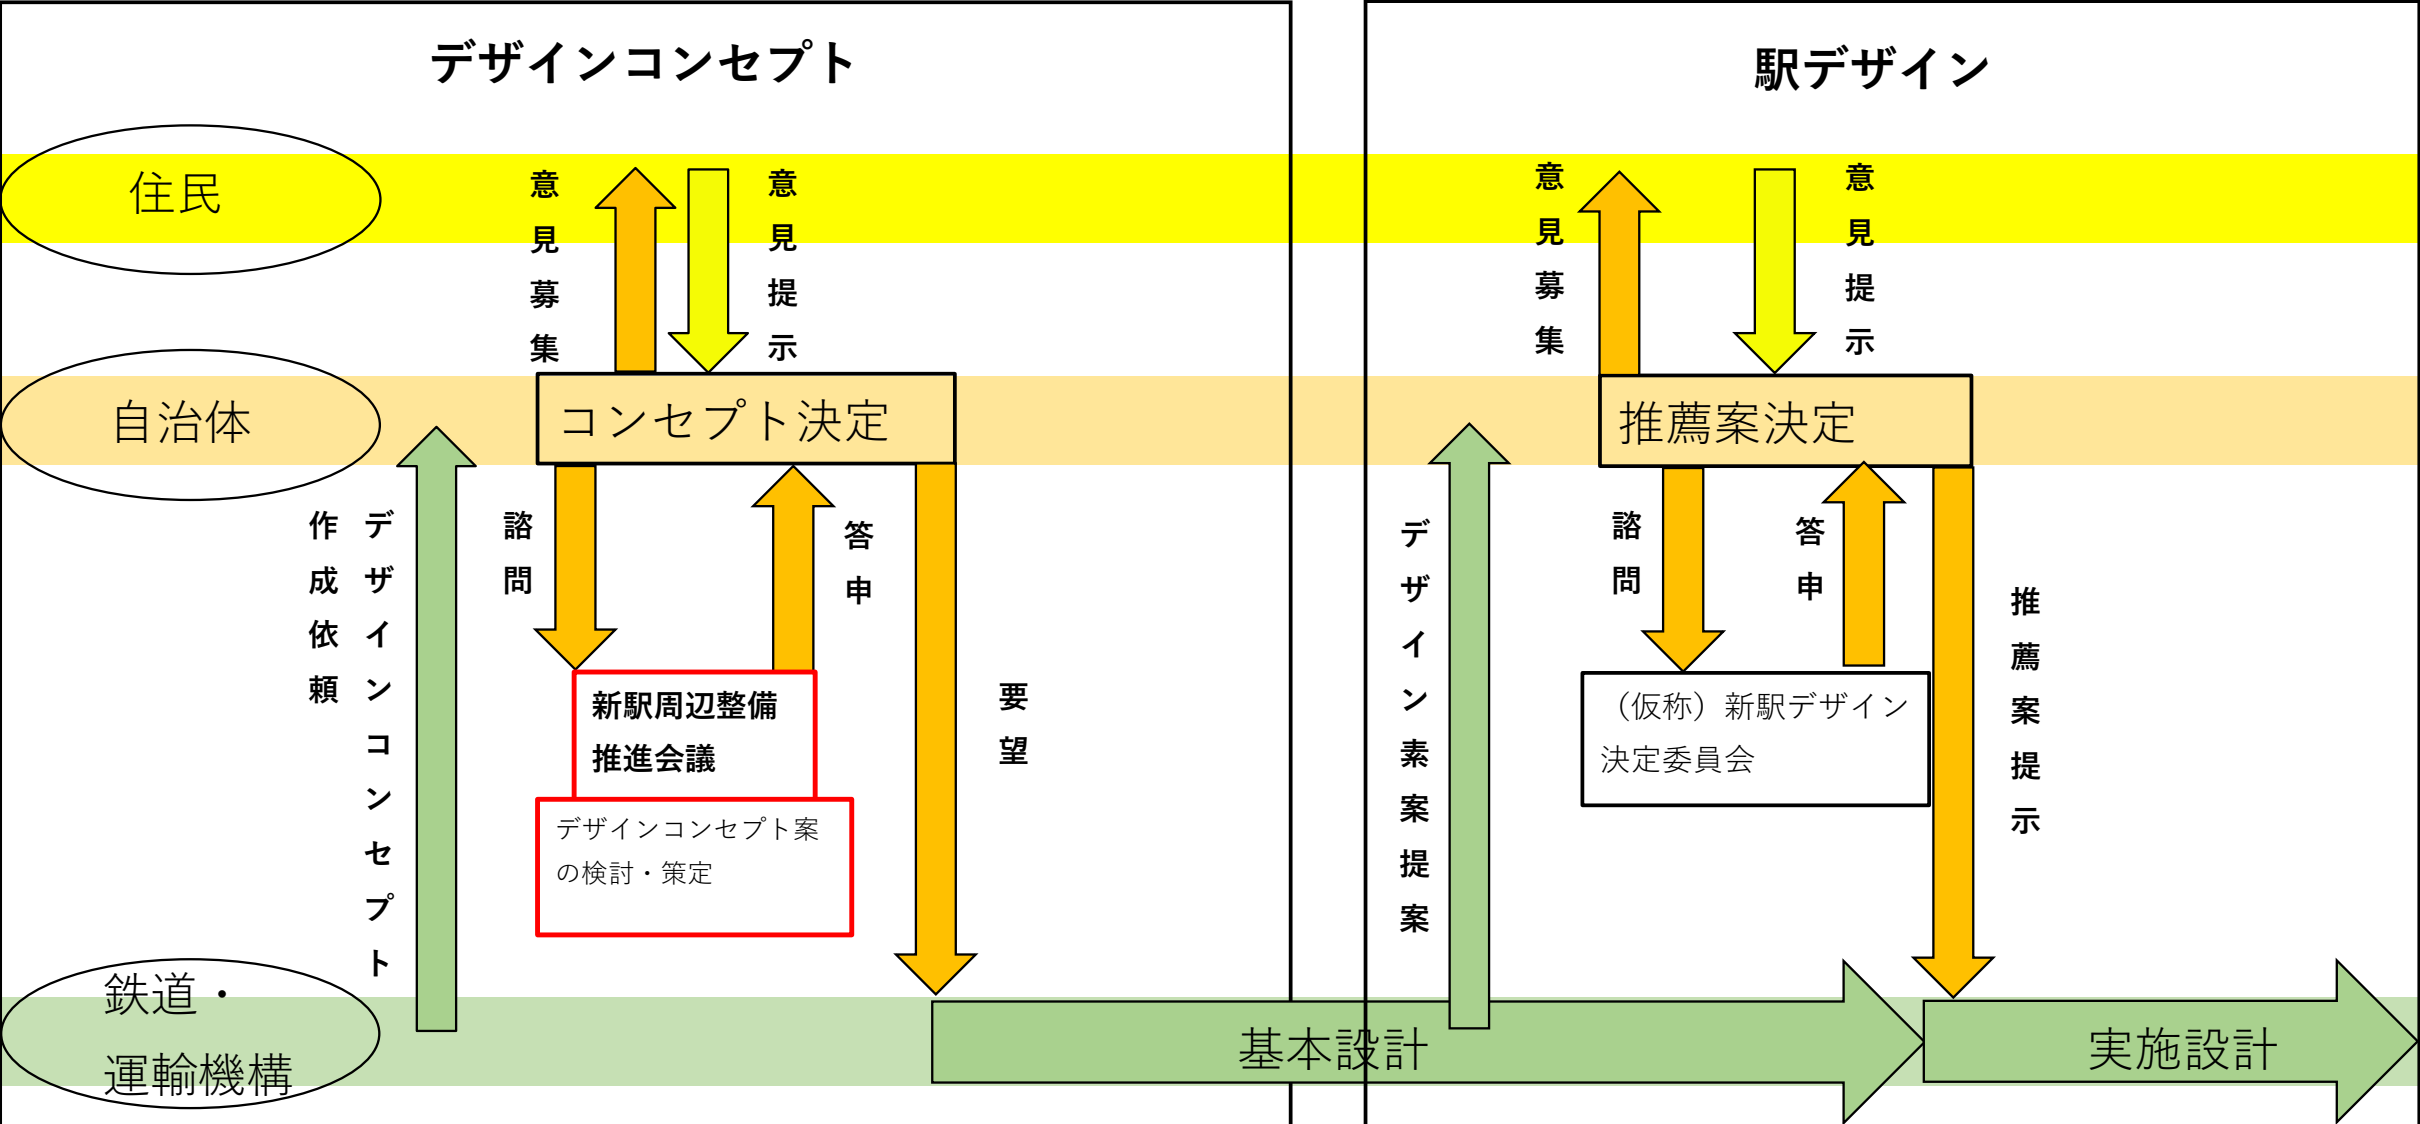 デザインコンセプト
駅デザイン
住民
意見募集
意見提示
意見募集
意見提示
自治体
コンセプト決定
推薦案決定
デザインコンセプト
作成依頼
諮問
答申
要望
デザイン素案提案
諮問
答申
推薦案提示
新駅周辺整備
推進会議
デザインコンセプト案
の検討・策定
（仮称）新駅デザイン
決定委員会
鉄道・
運輸機構
基本設計
実施設計